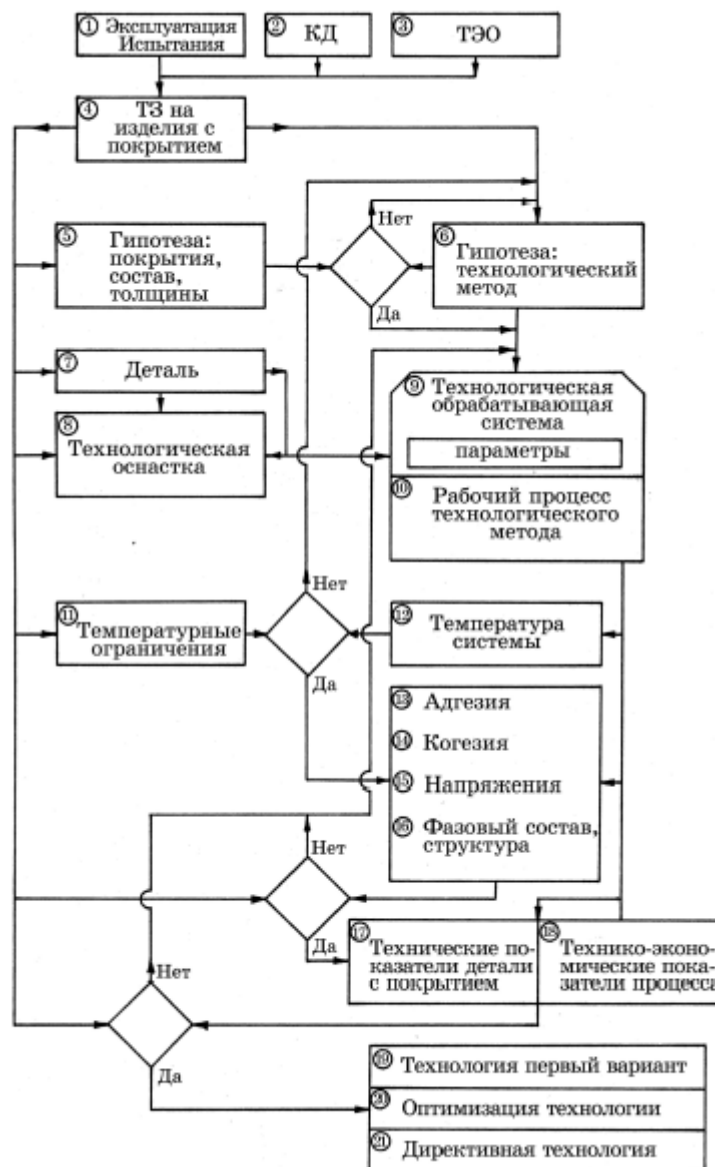 ① Эксплуатация
Испытания
② КД
③ ТЭО
④ ТЗ на
изделия с
покрытием
Нет
⑤ Гипотеза:
покрытия,
состав,
толщины
⑥ Гипотеза:
технологический
метод
Да
⑦ Деталь
⑧ Технологическая
оснастка
⑨ Технологическая
обрабатывающая
система
параметры
⑩ Рабочий процесс
технологического
метода
Нет
⑪ Температурные
ограничения
⑫ Температура
системы
Да
⑬ Адгезия
⑭ Когезия
⑮ Напряжения
⑯ Фазовый состав,
структура
Нет
Да
⑰ Технические по-
казатели детали
с покрытием
⑱ Технико-эконо-
мические пока-
затели процесса
Нет
Да
⑲ Технология первый вариант
⑳ Оптимизация технологии
㉑ Директивная технология